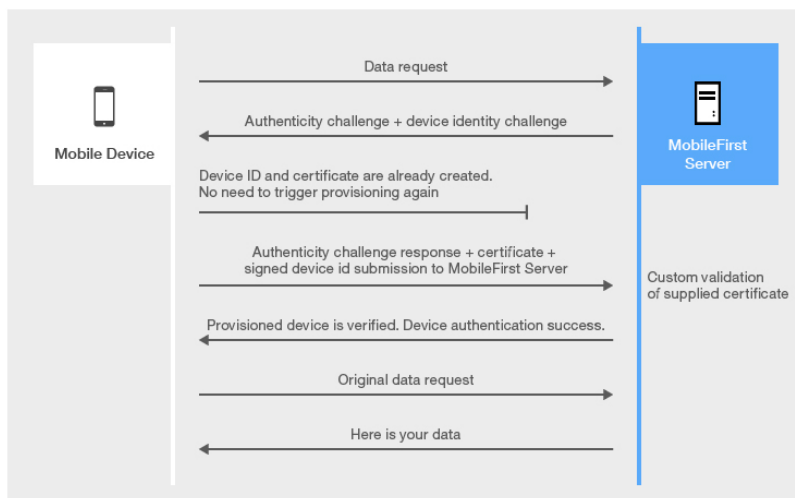 Data request
Authenticity challenge + device identity challenge
Mobile Device
MobileFirst
Server
Device ID and certificate are already created.
No need to trigger provisioning again
Authenticity challenge response + certificate +
signed device id submission to MobileFirst Server
Custom validation
of supplied certificate
Provisioned device is verified. Device authentication success.
Original data request
Here is your data